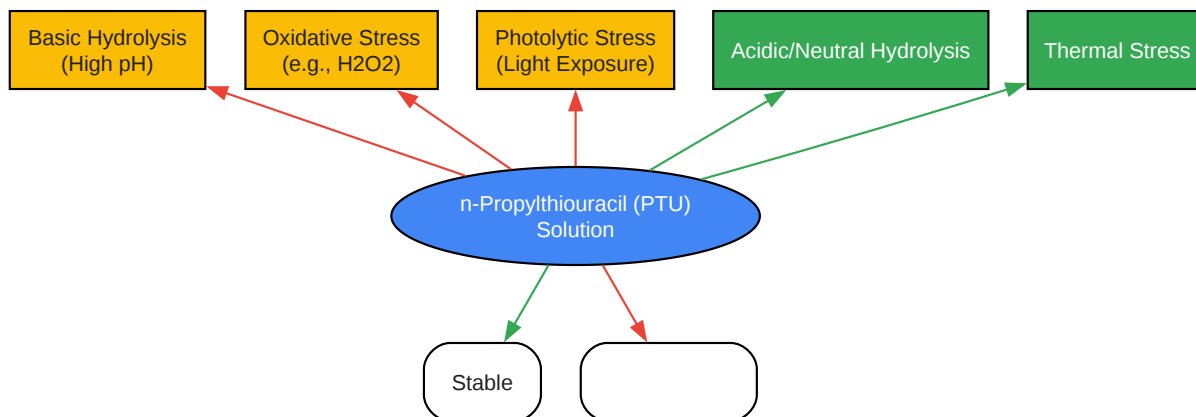 Basic Hydrolysis
(High pH)
Oxidative Stress
(e.g., H2O2)
Photolytic Stress
(Light Exposure)
Acidic/Neutral Hydrolysis
Thermal Stress
n-Propylthiouracil (PTU)
Solution
Stable